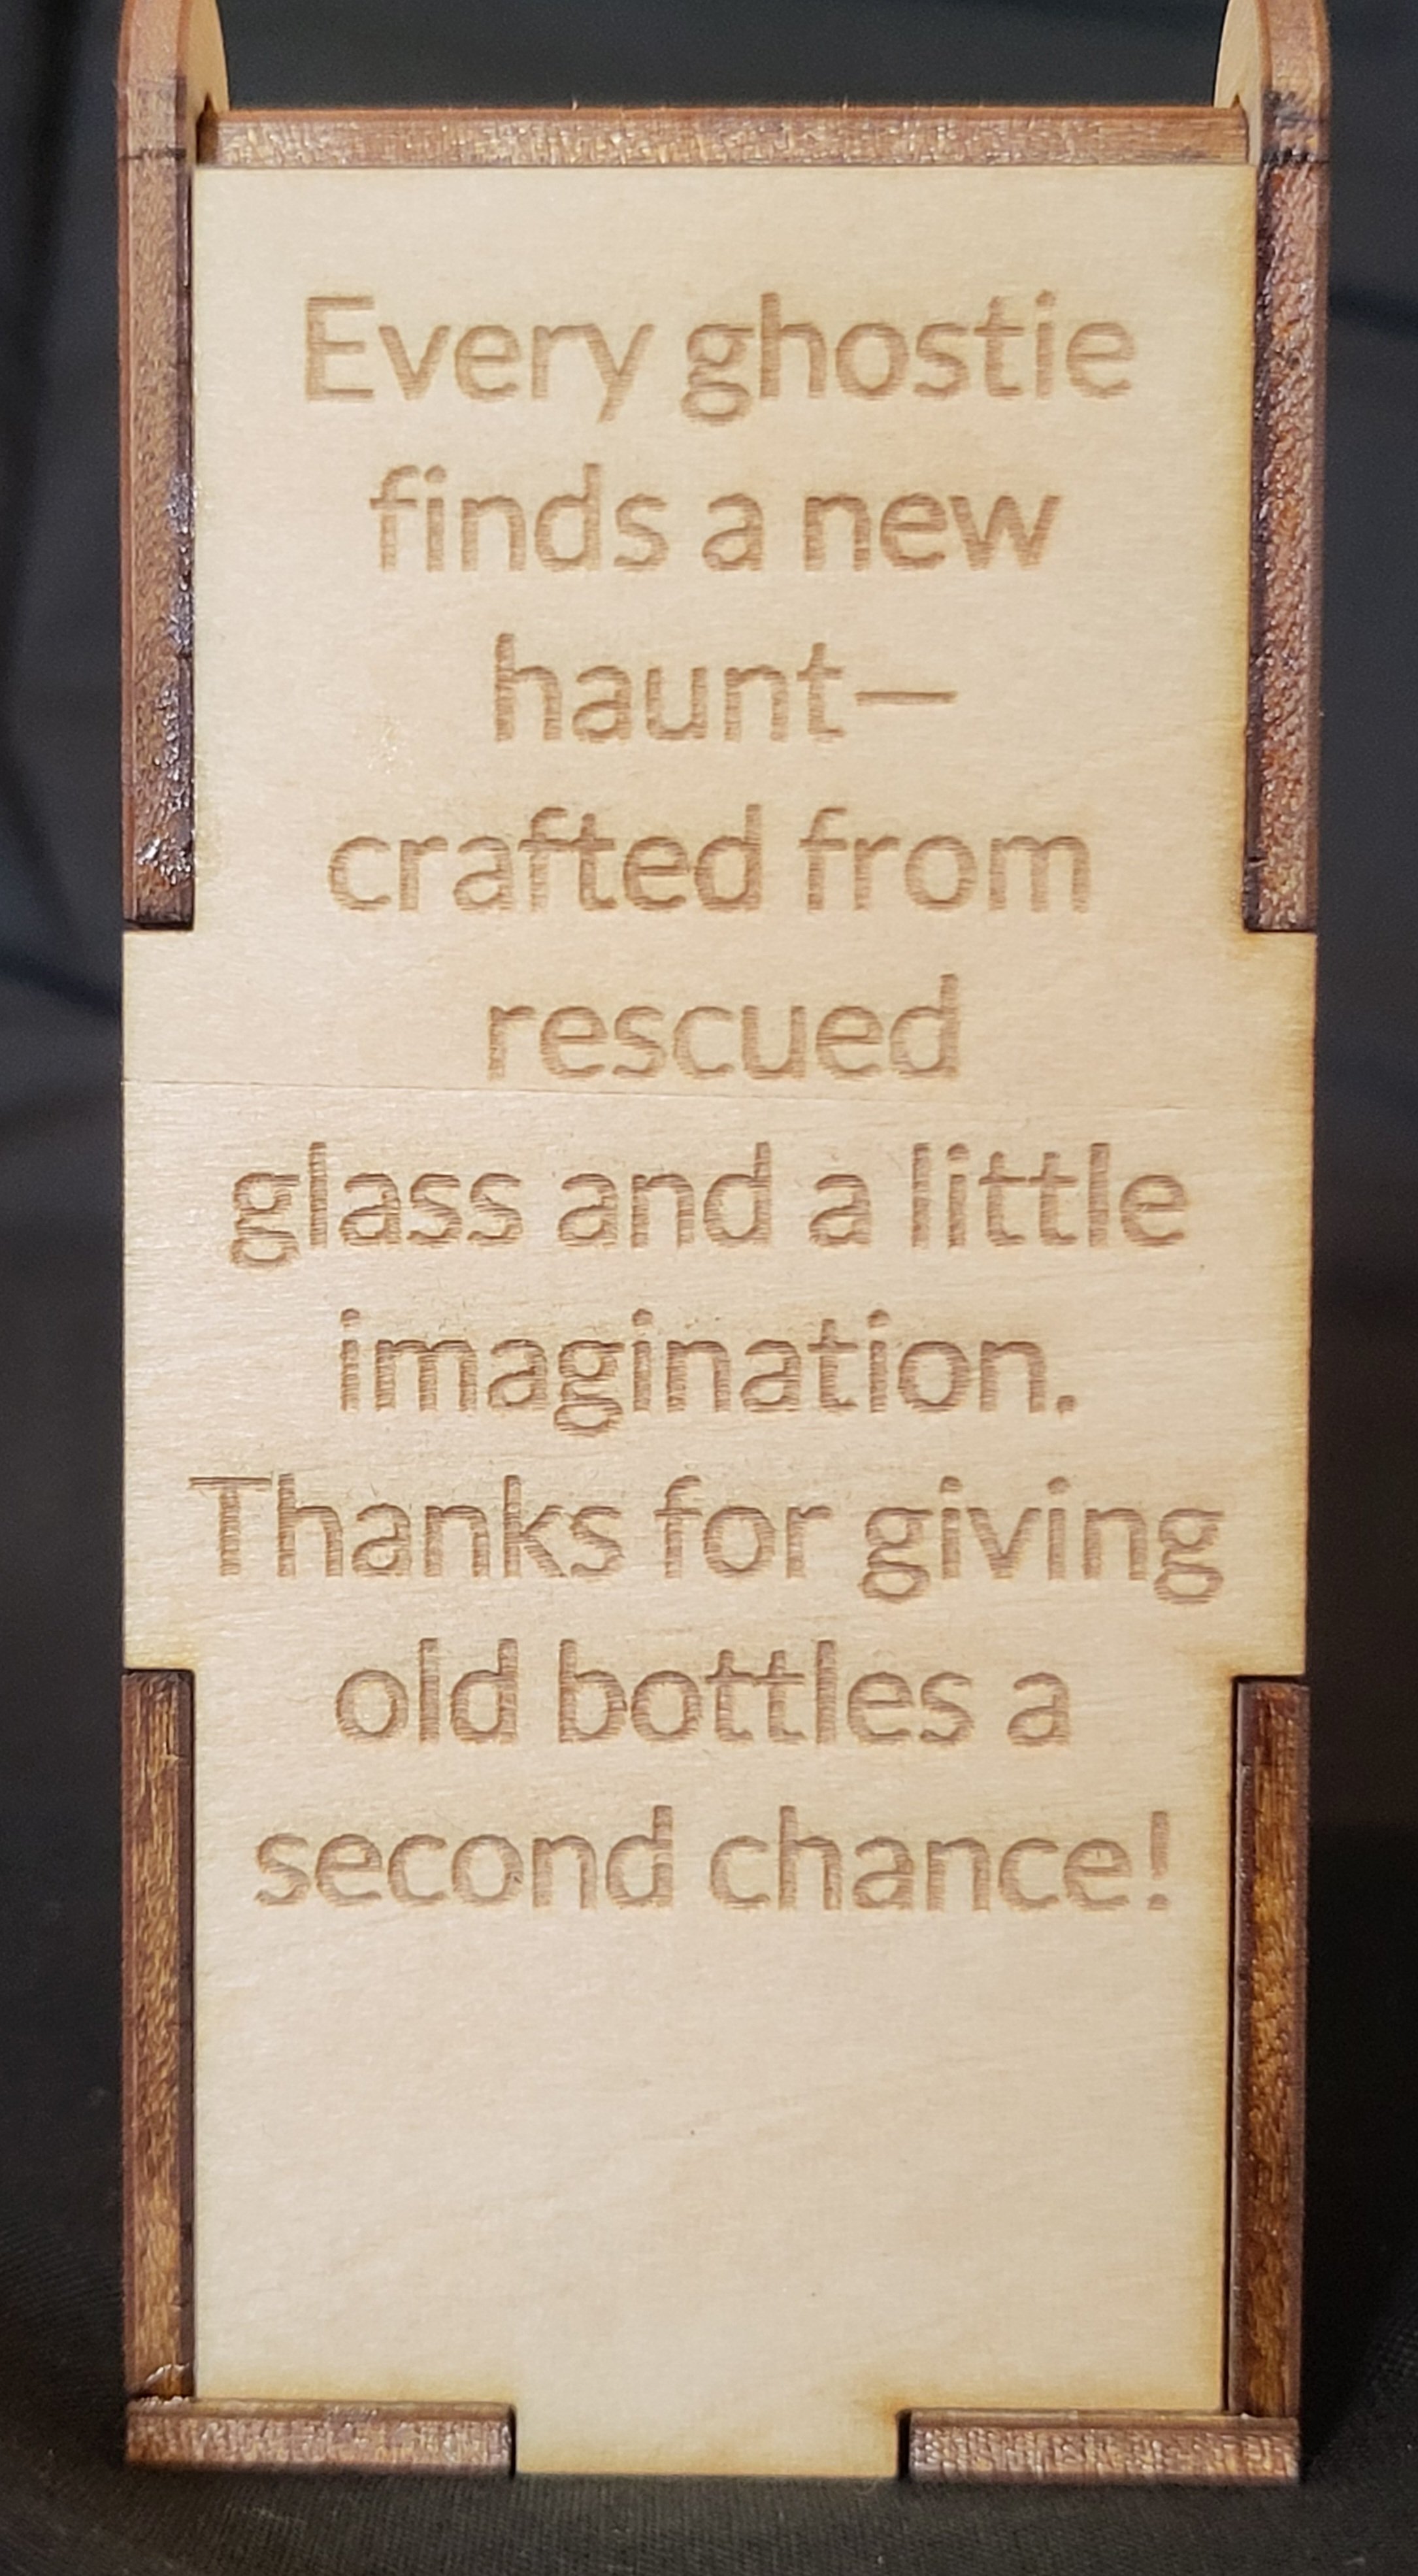 Every ghostie
finds a new
haunt—
crafted from
rescued
glass and a little
imagination.
Thanks for giving
old bottles a
second chance!